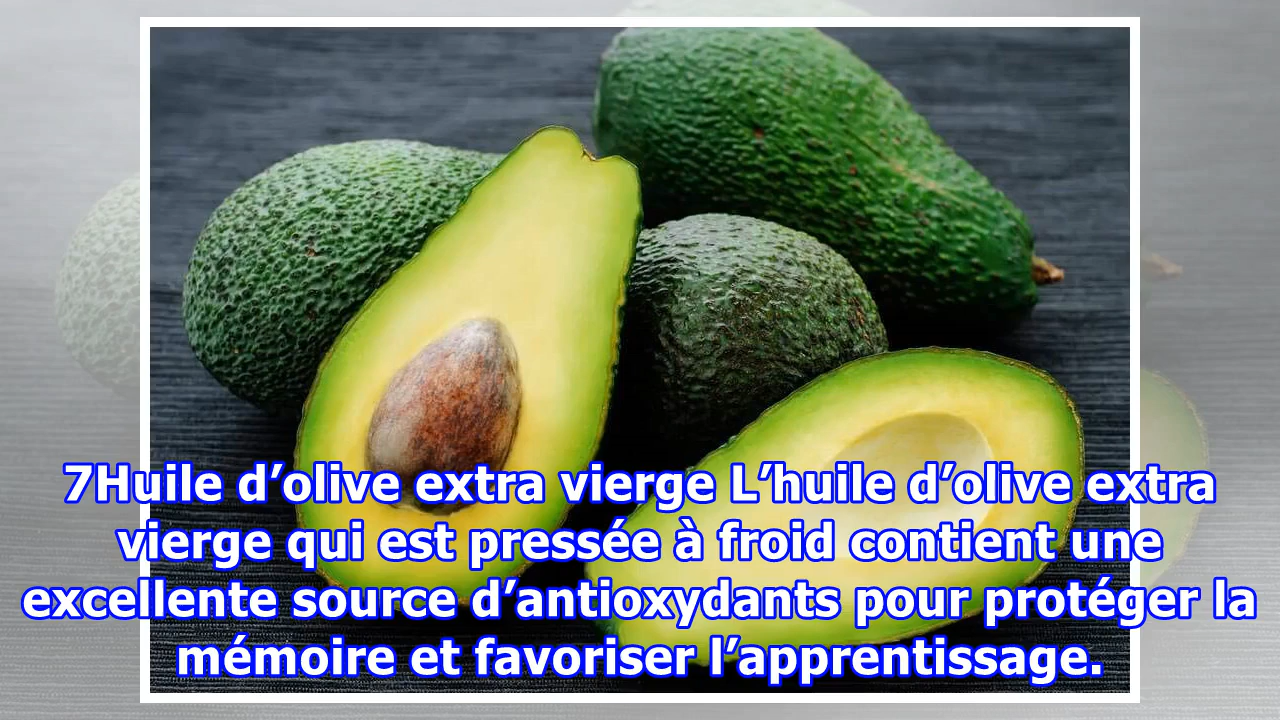 7Huile d’olive extra vierge L’huile d’olive extra
vierge qui est pressée à froid contient une
excellente source d’antioxydants pour protéger la
mémoire et favoriser l’apprentissage.